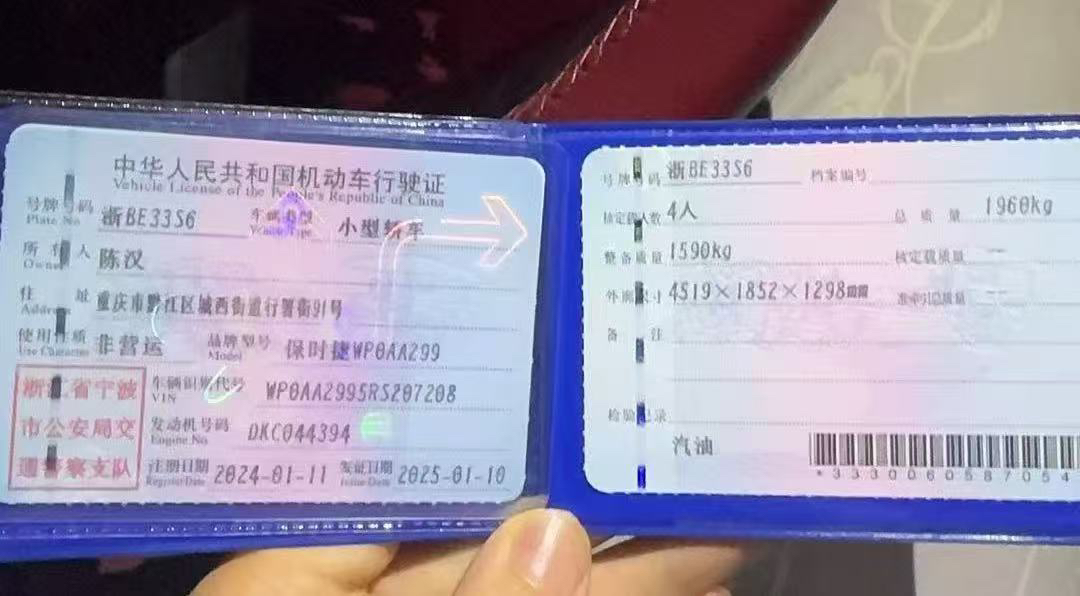 中华人民共和国机动车行驶证
Vehicle License of the People's Republic of China
号牌号码 浙BE33S6 车辆类型 小型轿车
Plate No. Vehicle Type
所有人 陈汉
Owner
住址 重庆市黔江区城西街道行署街91号
Address
使用性质 非营运 品牌型号 保时捷WP0AA299
Use Character Model
浙江省宁波
市公安局交
通警察支队
车辆识别代号 WP0AA2995RS207208
VIN
发动机号码 DKC044394
Engine No.
注册日期 2024-01-11 发证日期 2025-01-10
Register Date Issue Date
号牌号码 浙BE33S6 档案编号
核定载人数 4人 总质量 1960kg
整备质量 1590kg 核定载质量 --
外廓尺寸 4519×1852×1298mm 准牵引总质量 --
备注
检验记录
汽油
*3330060587054